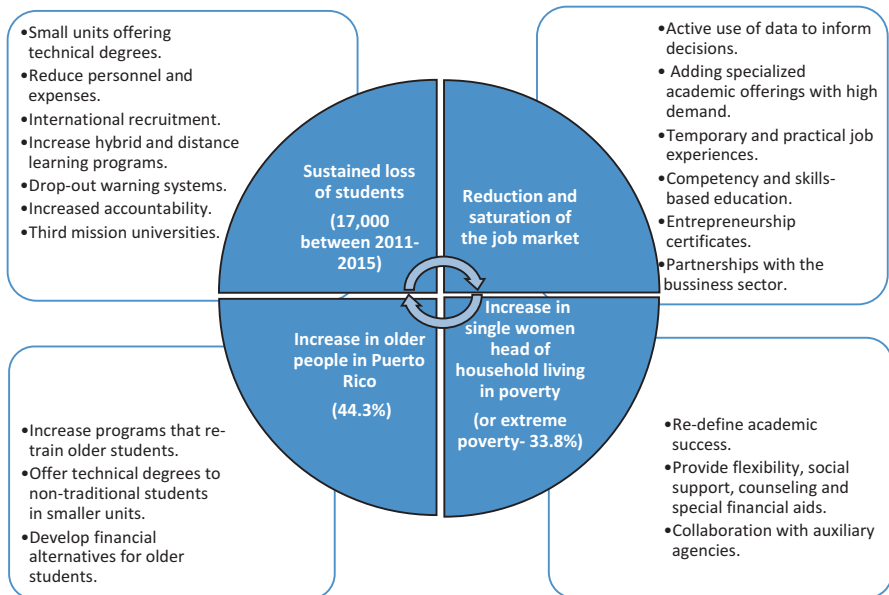 •Small units offering
technical degrees.
•Reduce personnel and
expenses.
•International recruitment.
•Increase hybrid and distance
learning programs.
•Drop-out warning systems.
•Increased accountability.
•Third mission universities.
•Active use of data to inform
decisions.
• Adding specialized
academic offerings with high
demand.
•Temporary and practical job
experiences.
•Competency and skills-
based education.
•Entrepreneurship
certificates.
•Partnerships with the
bussiness sector.
Sustained loss
of students
(17,000
between 2011-
2015)
Reduction and
saturation of
the job market
Increase in older
people in Puerto
Rico
(44.3%)
Increase in
single women
head of
household living
in poverty
(or extreme
poverty- 33.8%)
•Increase programs that re-
train older students.
•Offer technical degrees to
non-traditional students
in smaller units.
•Develop financial
alternatives for older
students.
•Re-define academic
success.
•Provide flexibility, social
support, counseling and
special financial aids.
•Collaboration with auxiliary
agencies.